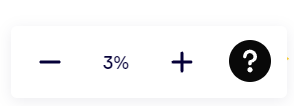 − 3% + ?